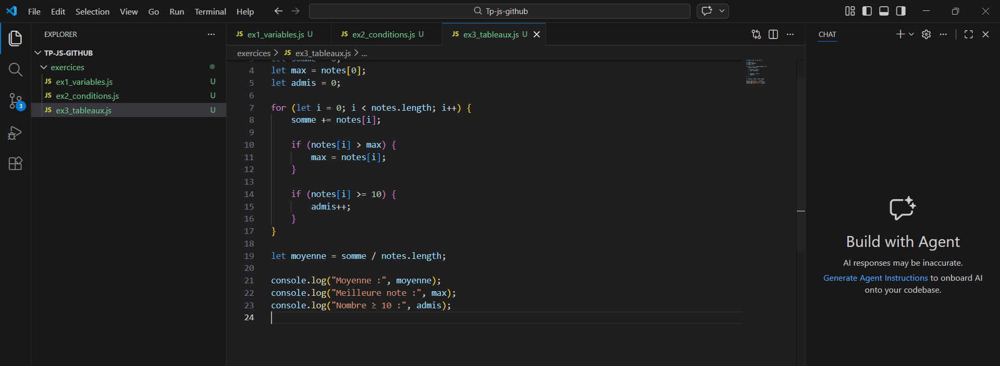 File Edit Selection View Go Run Terminal Help
Tp-js-github
EXPLORER
TP-JS-GITHUB
exercices
JS ex1_variables.js U
JS ex2_conditions.js U
JS ex3_tableaux.js U
3
JS ex1_variables.js U JS ex2_conditions.js U JS ex3_tableaux.js U
exercices > JS ex3_tableaux.js > ...
3 let somme = 0;
4 let max = notes[0];
5 let admis = 0;
6
7 for (let i = 0; i < notes.length; i++) {
8 somme += notes[i];
9
10 if (notes[i] > max) {
11 max = notes[i];
12 }
13
14 if (notes[i] >= 10) {
15 admis++;
16 }
17 }
18
19 let moyenne = somme / notes.length;
20
21 console.log("Moyenne :", moyenne);
22 console.log("Meilleure note :", max);
23 console.log("Nombre ≥ 10 :", admis);
24
CHAT
Build with Agent
AI responses may be inaccurate.
Generate Agent Instructions to onboard AI
onto your codebase.